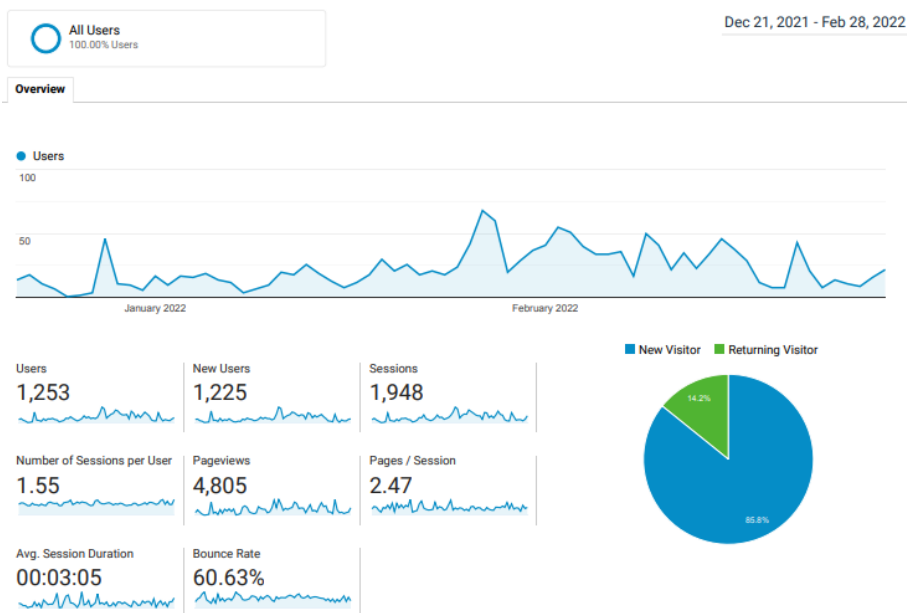 All Users
100.00% Users
Dec 21, 2021 - Feb 28, 2022
Overview
Users
100
50
January 2022
February 2022
New Visitor
Returning Visitor
Users
1,253
New Users
1,225
Sessions
1,948
Number of Sessions per User
1.55
Pageviews
4,805
Pages / Session
2.47
Avg. Session Duration
00:03:05
Bounce Rate
60.63%
14.2%
85.8%